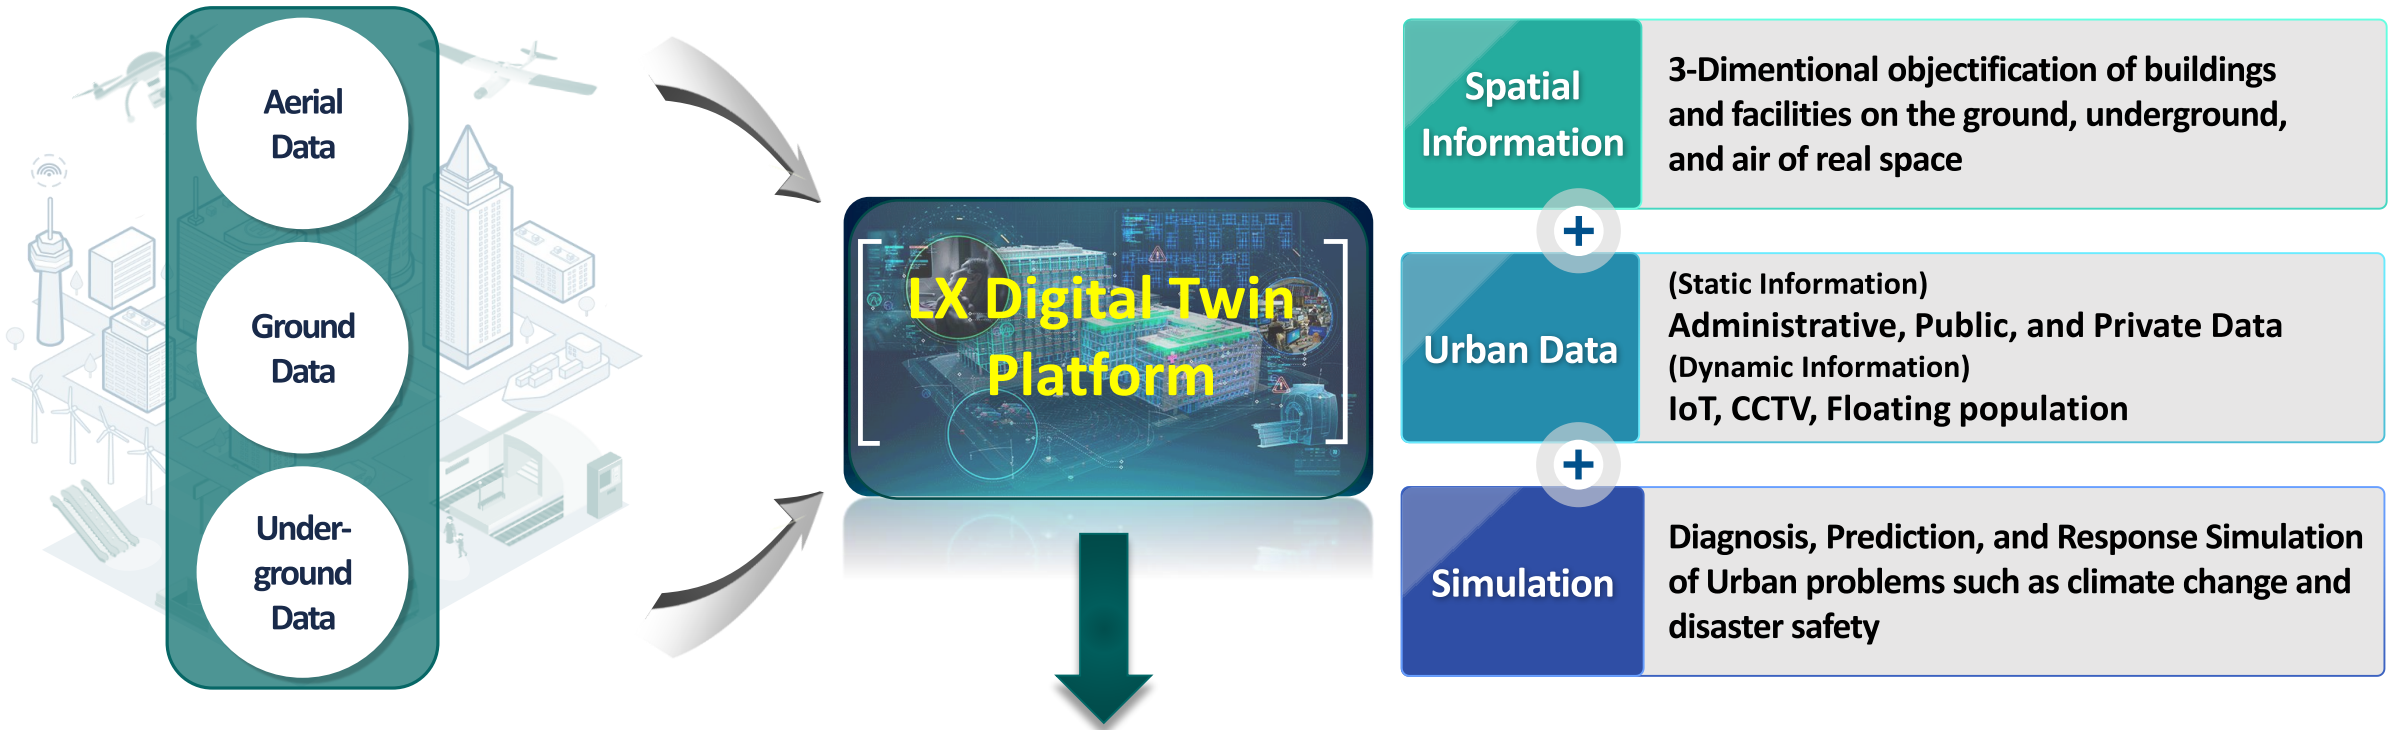 Aerial
Data
Ground
Data
Under-
ground
Data
LX Digital Twin
Platform
Spatial
Information
3-Dimentional objectification of buildings
and facilities on the ground, underground,
and air of real space
+
Urban Data
(Static Information)
Administrative, Public, and Private Data
(Dynamic Information)
IoT, CCTV, Floating population
+
Simulation
Diagnosis, Prediction, and Response Simulation
of Urban problems such as climate change and
disaster safety